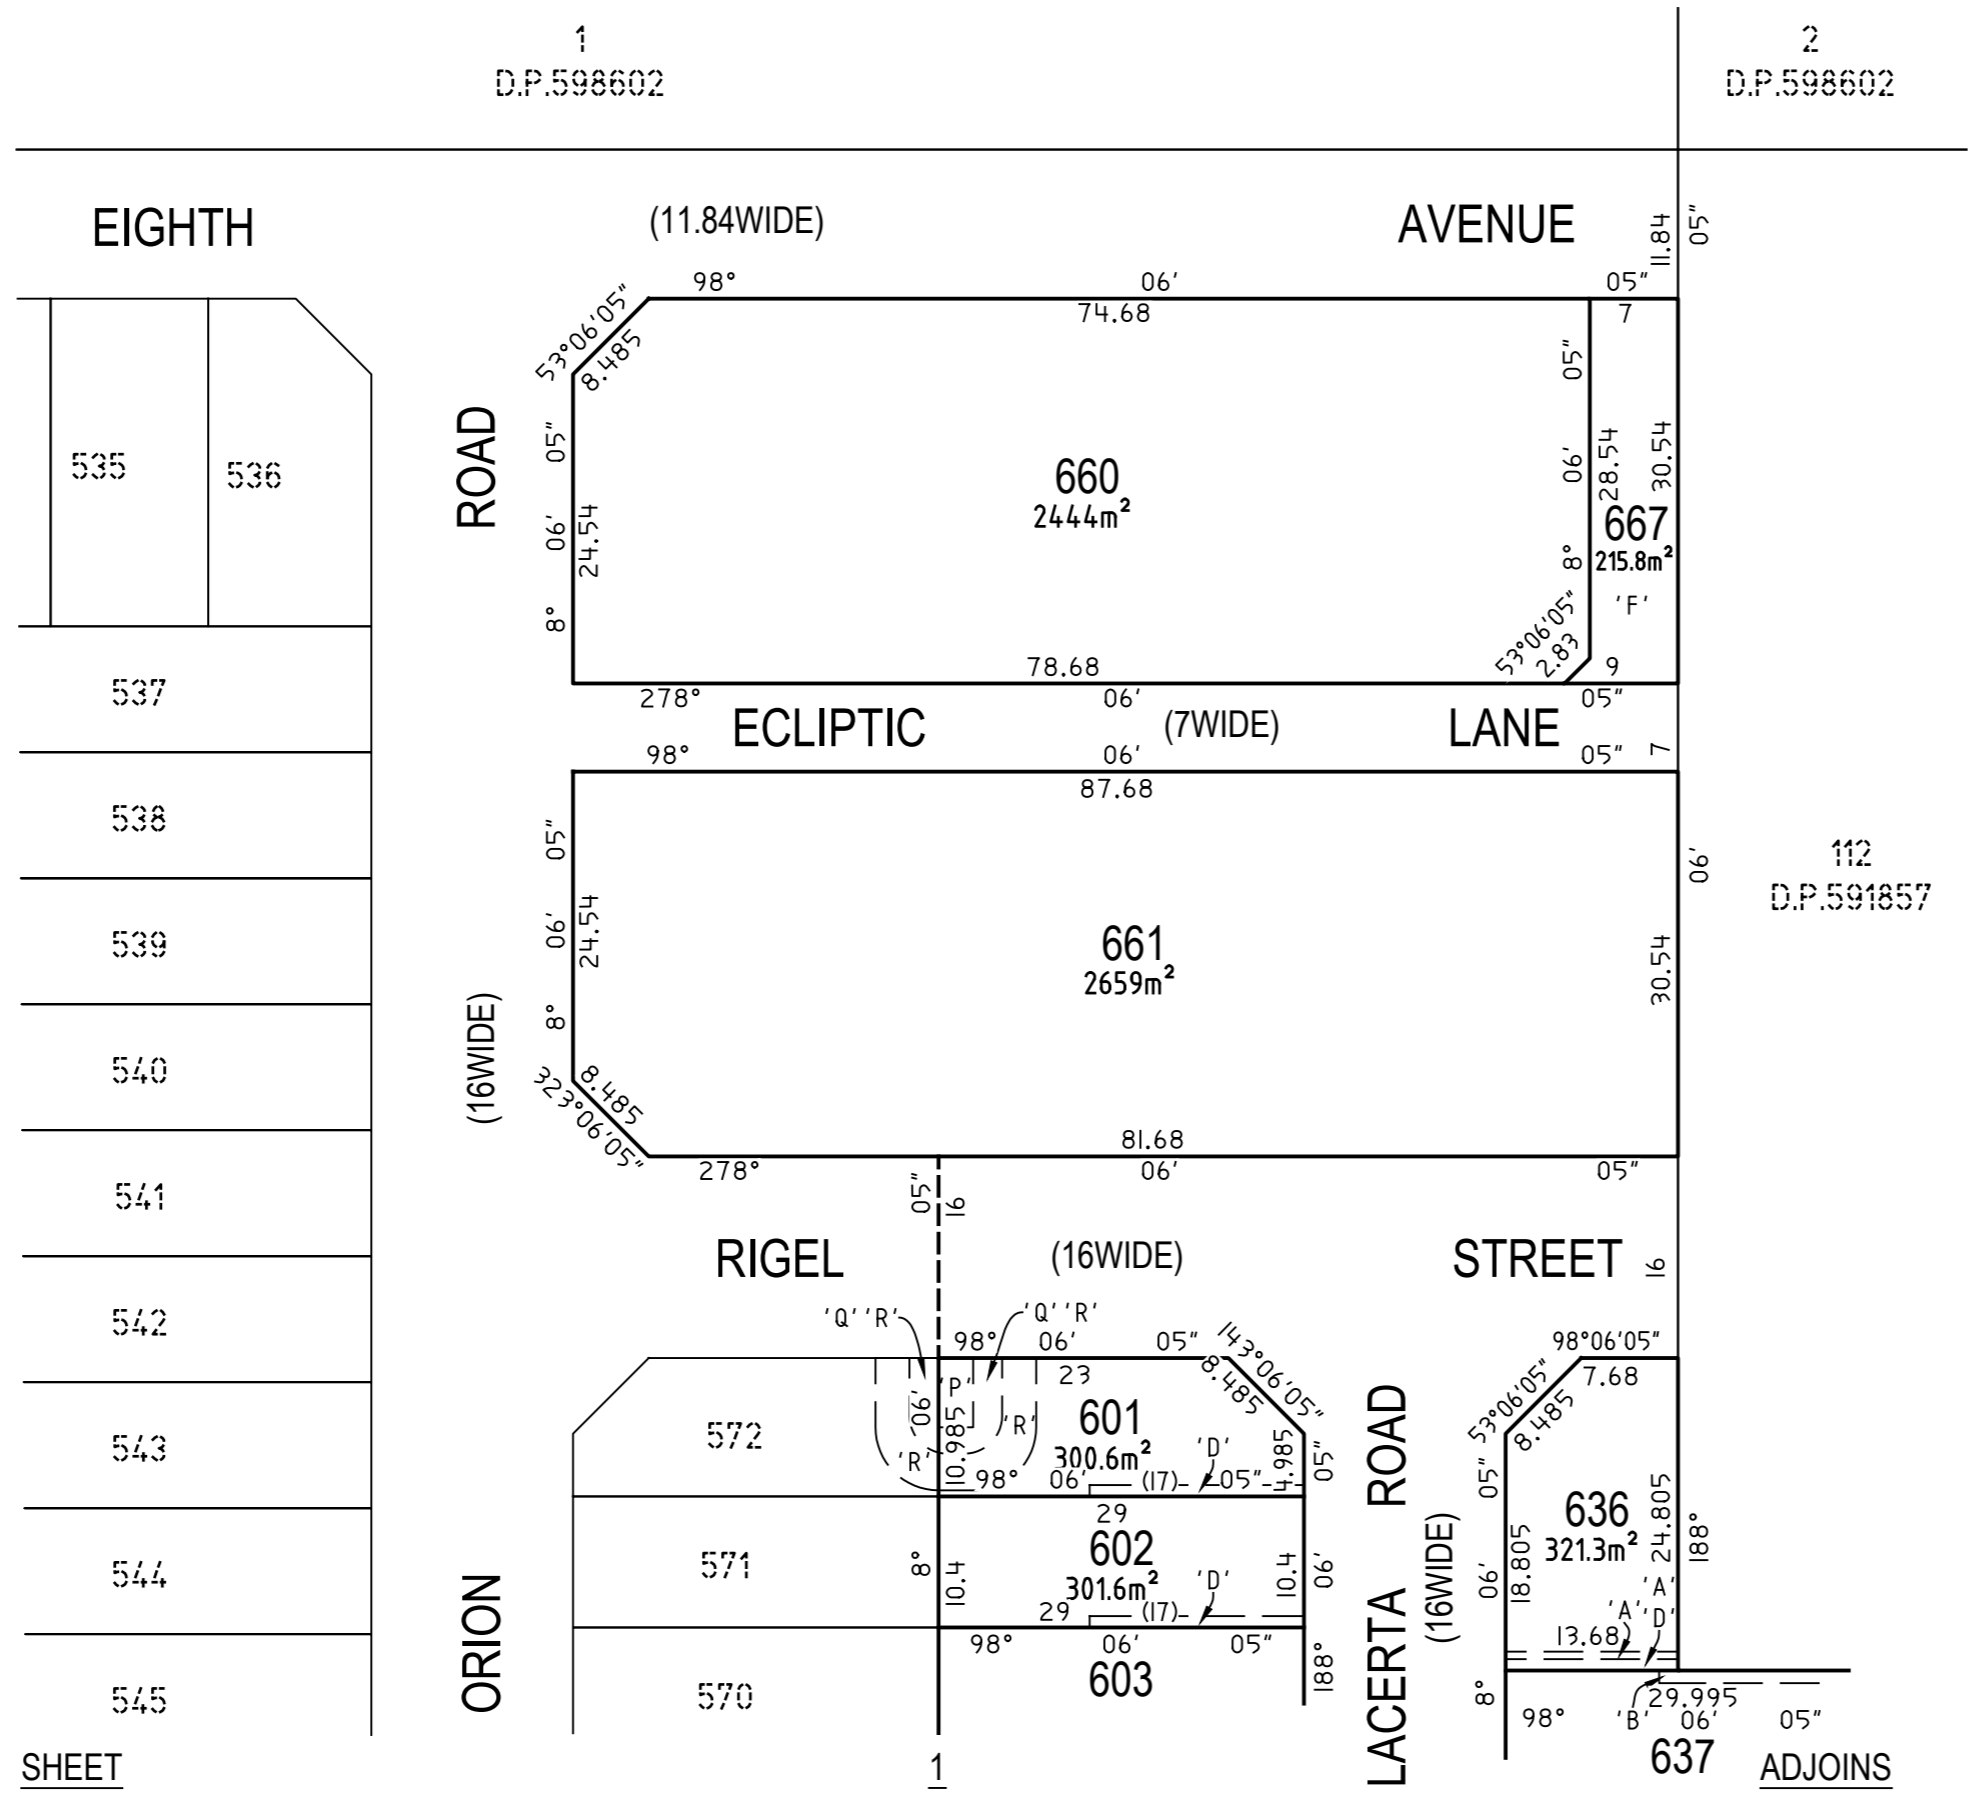 1
D.P.598602
2
D.P.598602
EIGHTH
(11.84WIDE)
AVENUE
11.84
05"
98°
06'
05"
74.68
7
53°06'05"
8.485
535
536
ROAD
05"
06'
8°
24.54
660
2444m²
05"
06'
8°
28.54
30.54
667
215.8m²
'F'
53°06'05"
2.83
9
78.68
278°
06'
05"
537
ECLIPTIC
(7WIDE)
LANE
7
98°
06'
05"
87.68
538
05"
06'
8°
24.54
06'
112
D.P.591857
539
661
2659m²
30.54
(16WIDE)
540
8.485
323°06'05"
81.68
278°
06'
05"
541
05"
16
RIGEL
(16WIDE)
STREET
16
542
'Q''R'
'Q''R'
98°
06'
05"
143°06'05"
8.485
98°06'05"
7.68
53°06'05"
8.485
23
'P'
06'
10.985
'R'
'R'
572
601
300.6m²
'D'
4.985
05"
543
98°
06'
(17)
05"
29
ROAD
05"
636
321.3m²
24.805
188°
544
571
8°
10.4
602
301.6m²
'D'
10.4
06'
(16WIDE)
06'
18.805
'A'
29
(17)
'A'
'D'
13.68
98°
06'
05"
603
188°
ORION
LACERTA
545
570
8°
98°
'B'
29.995
06'
05"
637
SHEET
1
ADJOINS